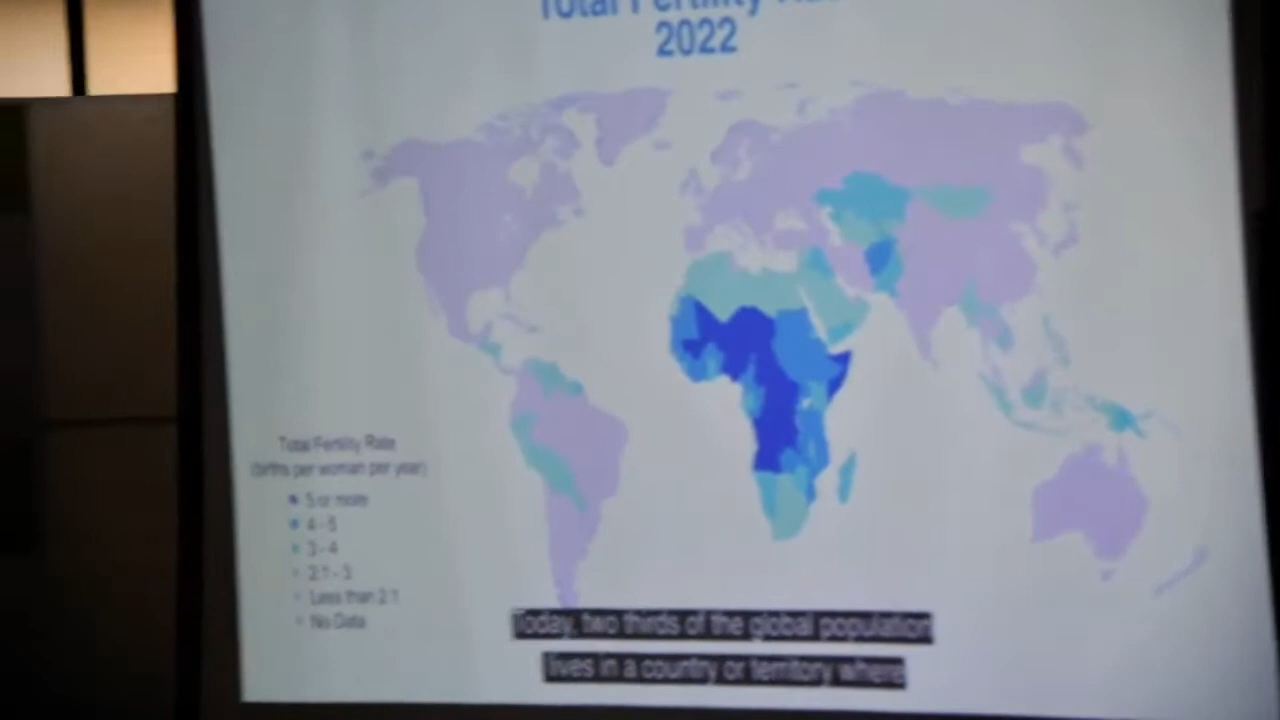 Total Fertility
2022
Total Fertility Rate
(births per woman per year)
5 or more
4 - 5
3 - 4
2.1 - 3
Less than 2.1
No Data
Today, two thirds of the global population
lives in a country or territory where